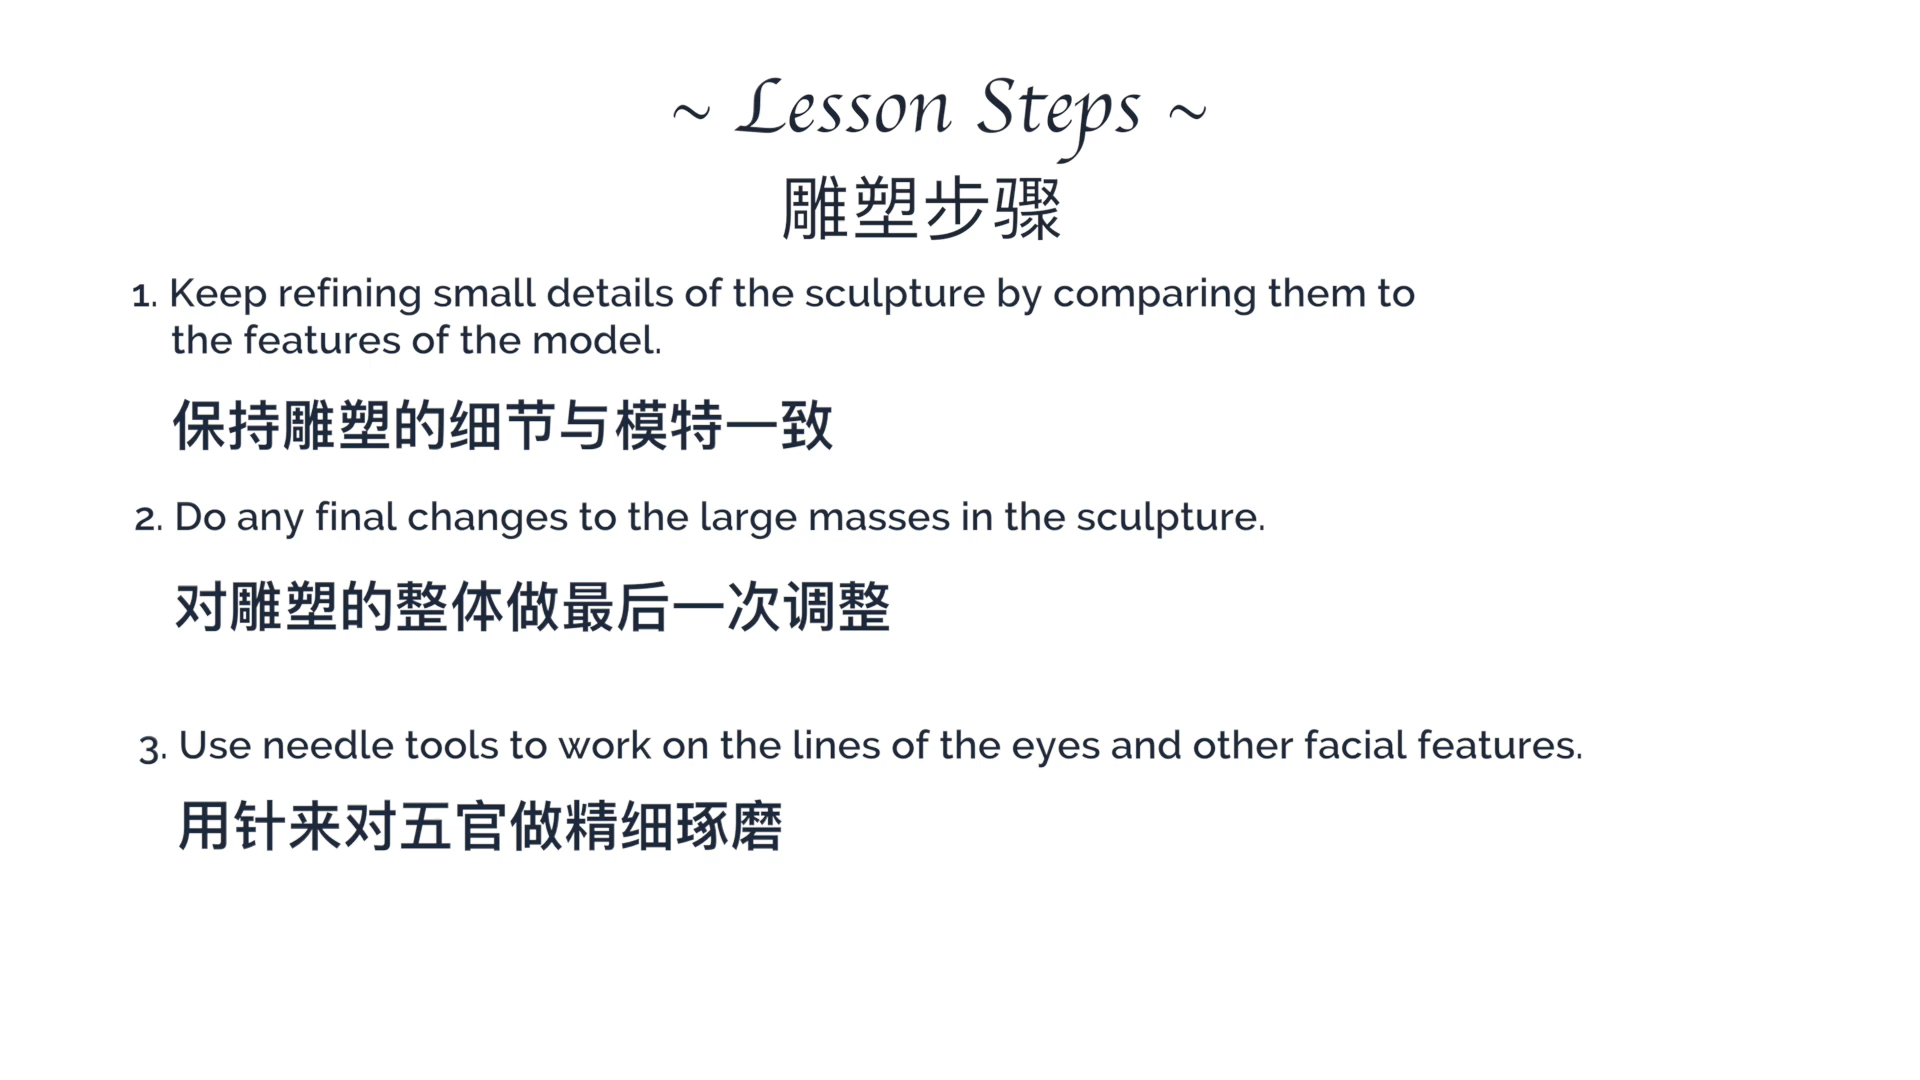 ~ Lesson Steps ~
雕塑步骤
1. Keep refining small details of the sculpture by comparing them to
the features of the model.
保持雕塑的细节与模特一致
2. Do any final changes to the large masses in the sculpture.
对雕塑的整体做最后一次调整
3. Use needle tools to work on the lines of the eyes and other facial features.
用针来对五官做精细琢磨